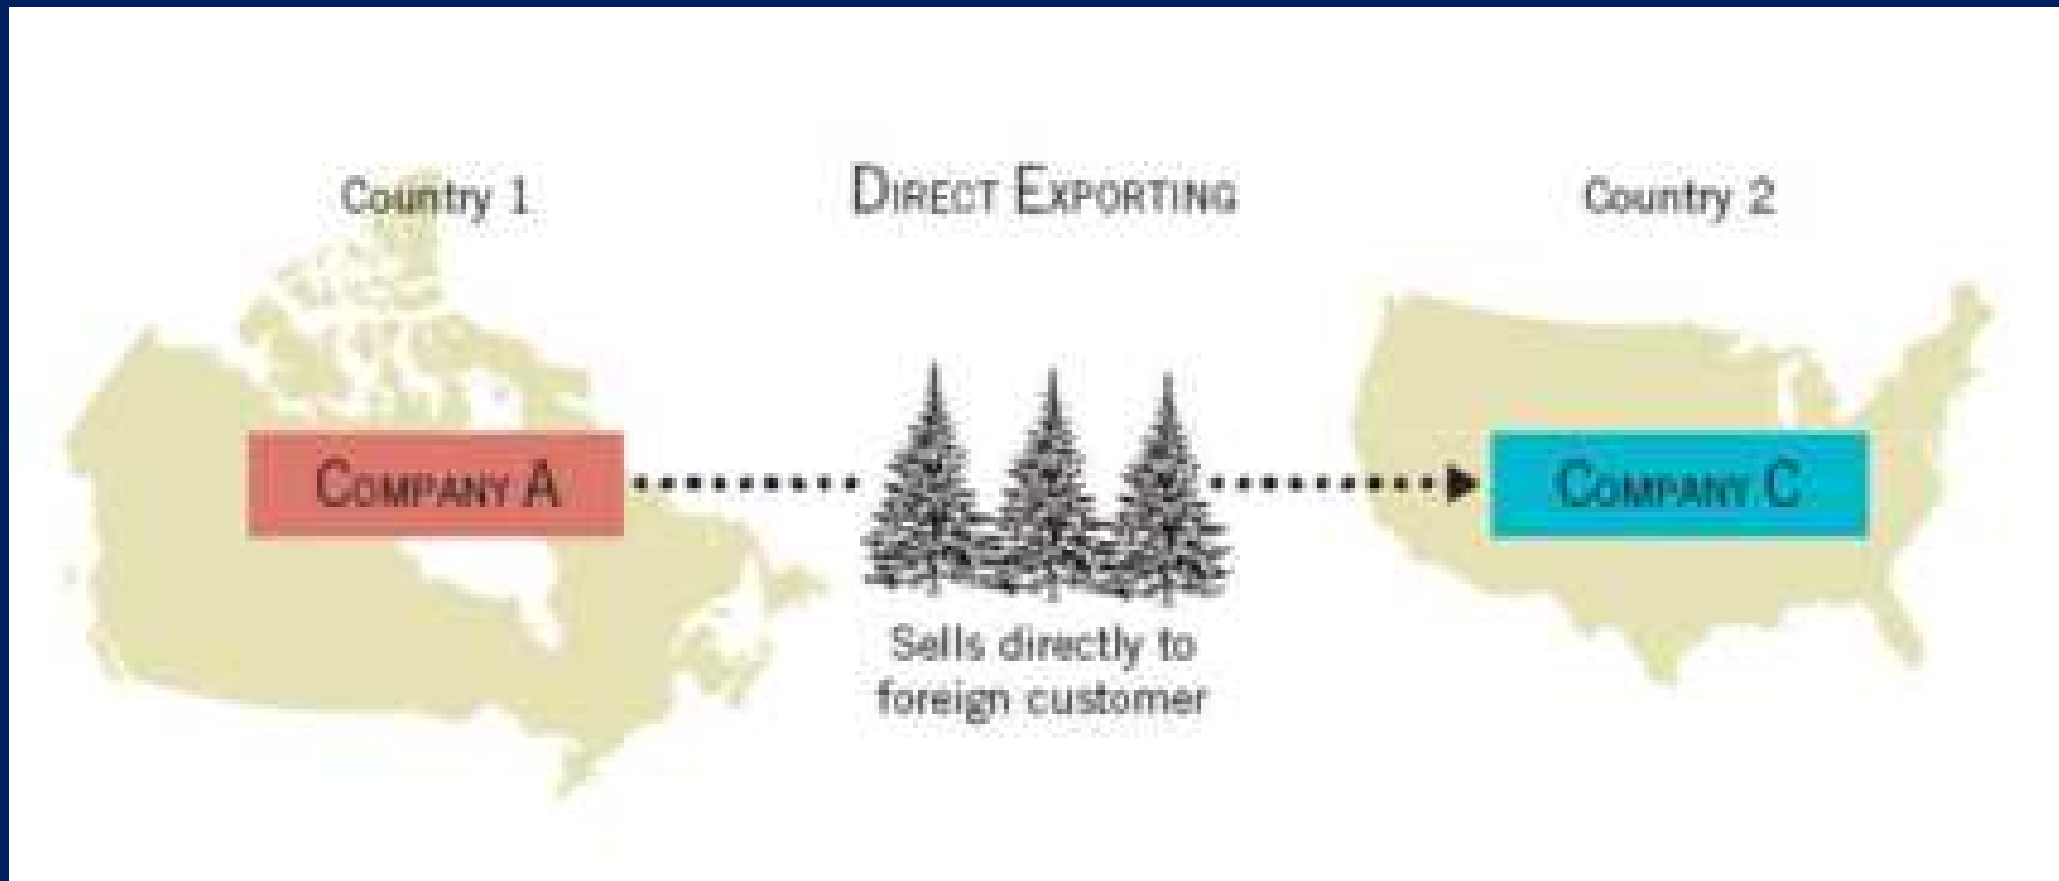 Country 1
DIRECT EXPORTING
Country 2
COMPANY A
COMPANY C
Sells directly to
foreign customer